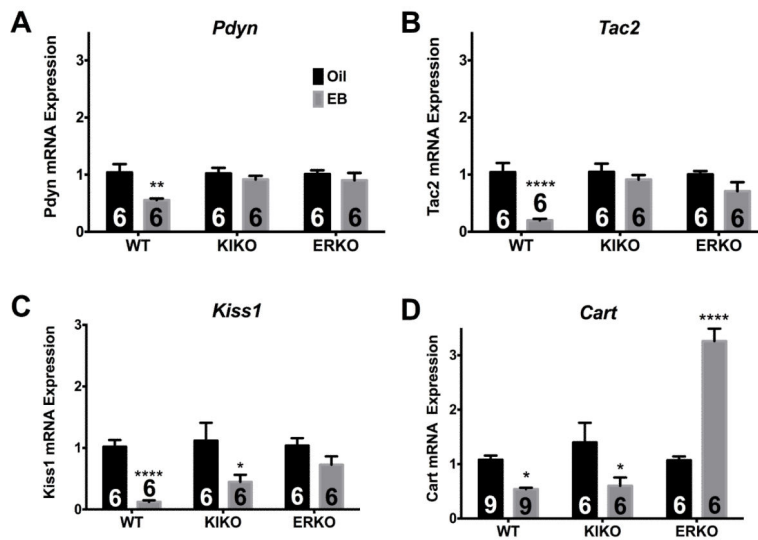 A
Pdyn
Pdyn mRNA Expression
3
2
1
0
Oil
EB
**
6 6 6 6 6 6
WT KIKO ERKO
B
Tac2
Tac2 mRNA Expression
3
2
1
0
****
6
6 6 6 6 6
WT KIKO ERKO
C
Kiss1
Kiss1 mRNA Expression
3
2
1
0
****
*
6
6 6 6 6 6
WT KIKO ERKO
D
Cart
Cart mRNA Expression
3
2
1
0
****
*
*
9 9 6 6 6 6
WT KIKO ERKO